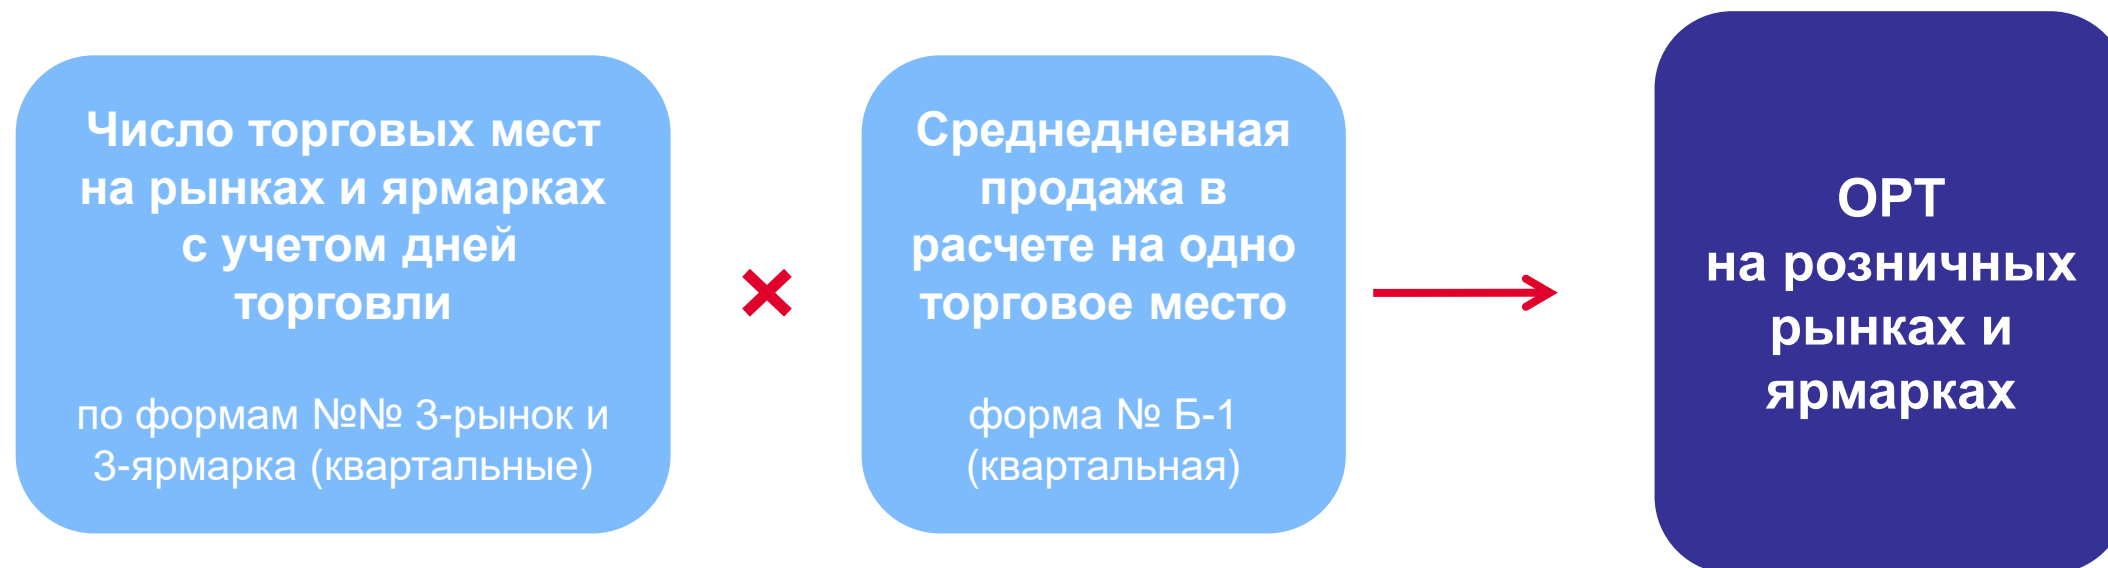 Число торговых мест
на рынках и ярмарках
с учетом дней
торговли
по формам №№ 3-рынок и
3-ярмарка (квартальные)
×
Среднедневная
продажа в
расчете на одно
торговое место
форма № Б-1
(квартальная)
ОРТ
на розничных
рынках и
ярмарках